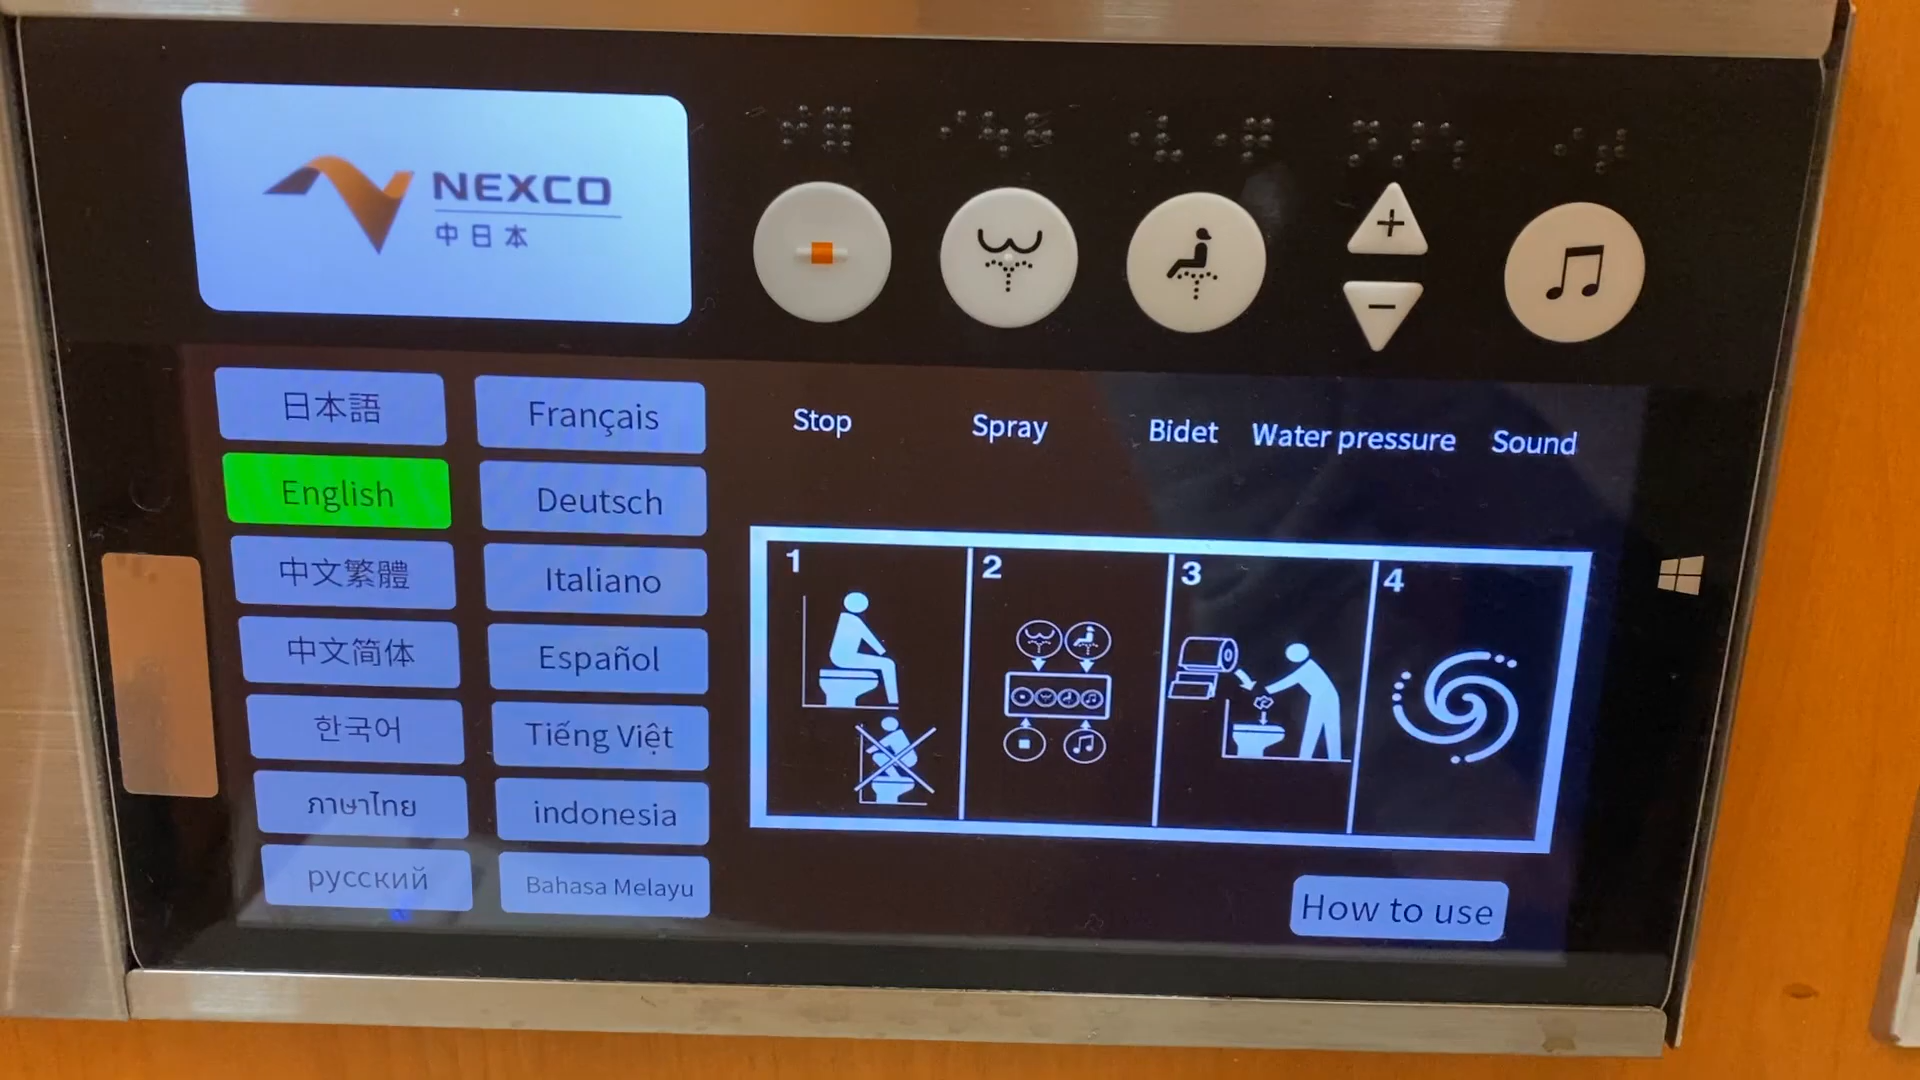 NEXCO
中日本
日本語
English
中文繁體
中文简体
한국어
ภาษาไทย
русский
Français
Deutsch
Italiano
Español
Tiếng Việt
indonesia
Bahasa Melayu
+
−
Stop
Spray
Bidet
Water pressure
Sound
1
2
3
4
How to use